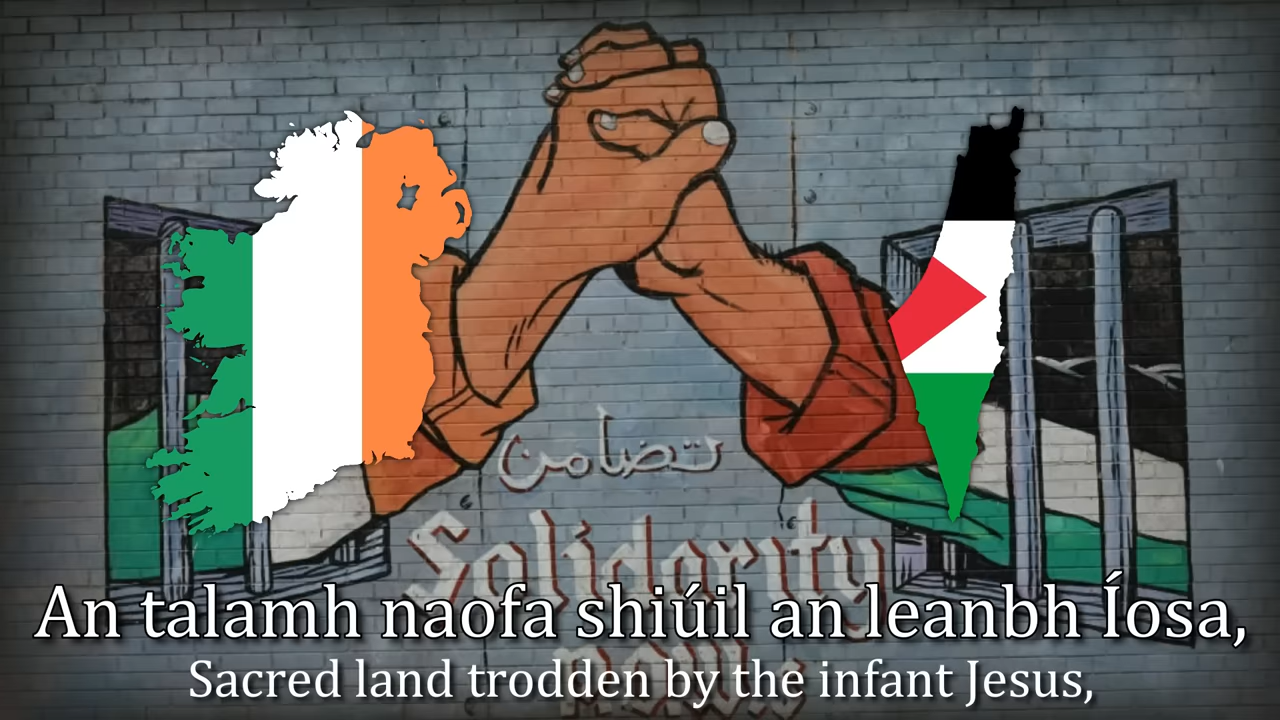 تضامن
Solidarity
An talamh naofa shiúil an leanbh Íosa,
Sacred land trodden by the infant Jesus,